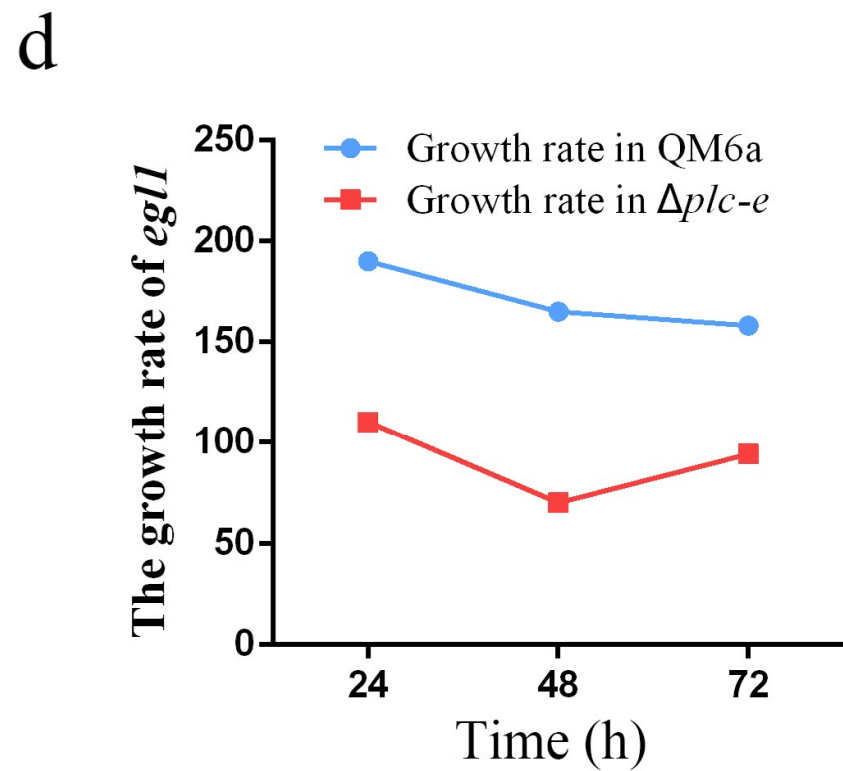 d
The growth rate of egl1
250
200
150
100
50
0
Growth rate in QM6a
Growth rate in Δplc-e
24 48 72
Time (h)